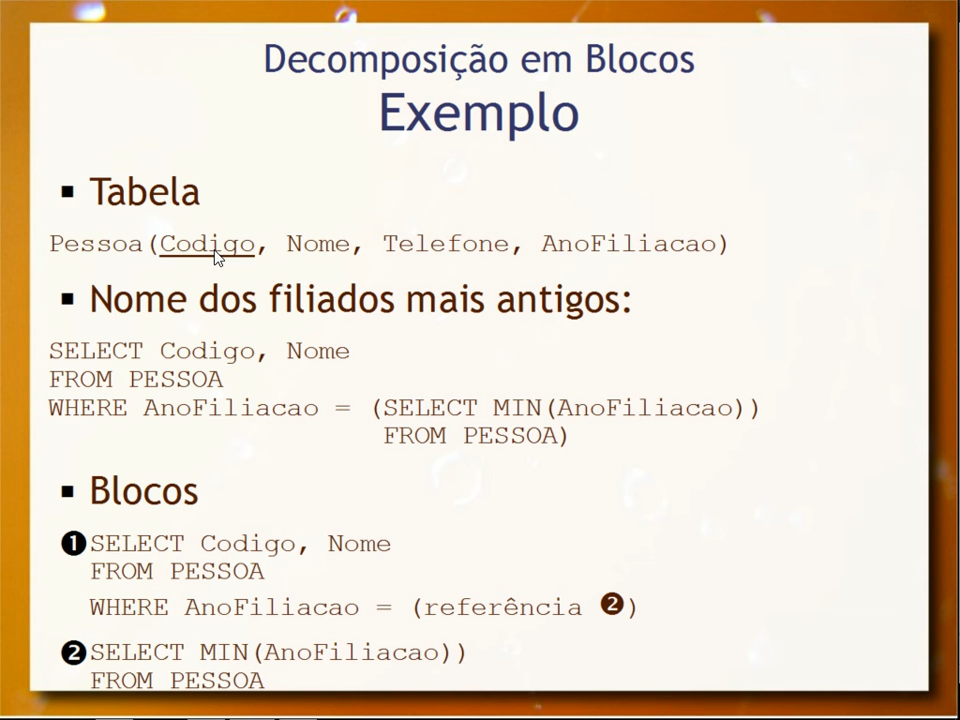 Decomposição em Blocos
Exemplo
▪ Tabela
Pessoa(Codigo, Nome, Telefone, AnoFiliacao)
▪ Nome dos filiados mais antigos:
SELECT Codigo, Nome
FROM PESSOA
WHERE AnoFiliacao = (SELECT MIN(AnoFiliacao))
FROM PESSOA)
▪ Blocos
❶SELECT Codigo, Nome
FROM PESSOA
WHERE AnoFiliacao = (referência ❷)
❷SELECT MIN(AnoFiliacao))
FROM PESSOA